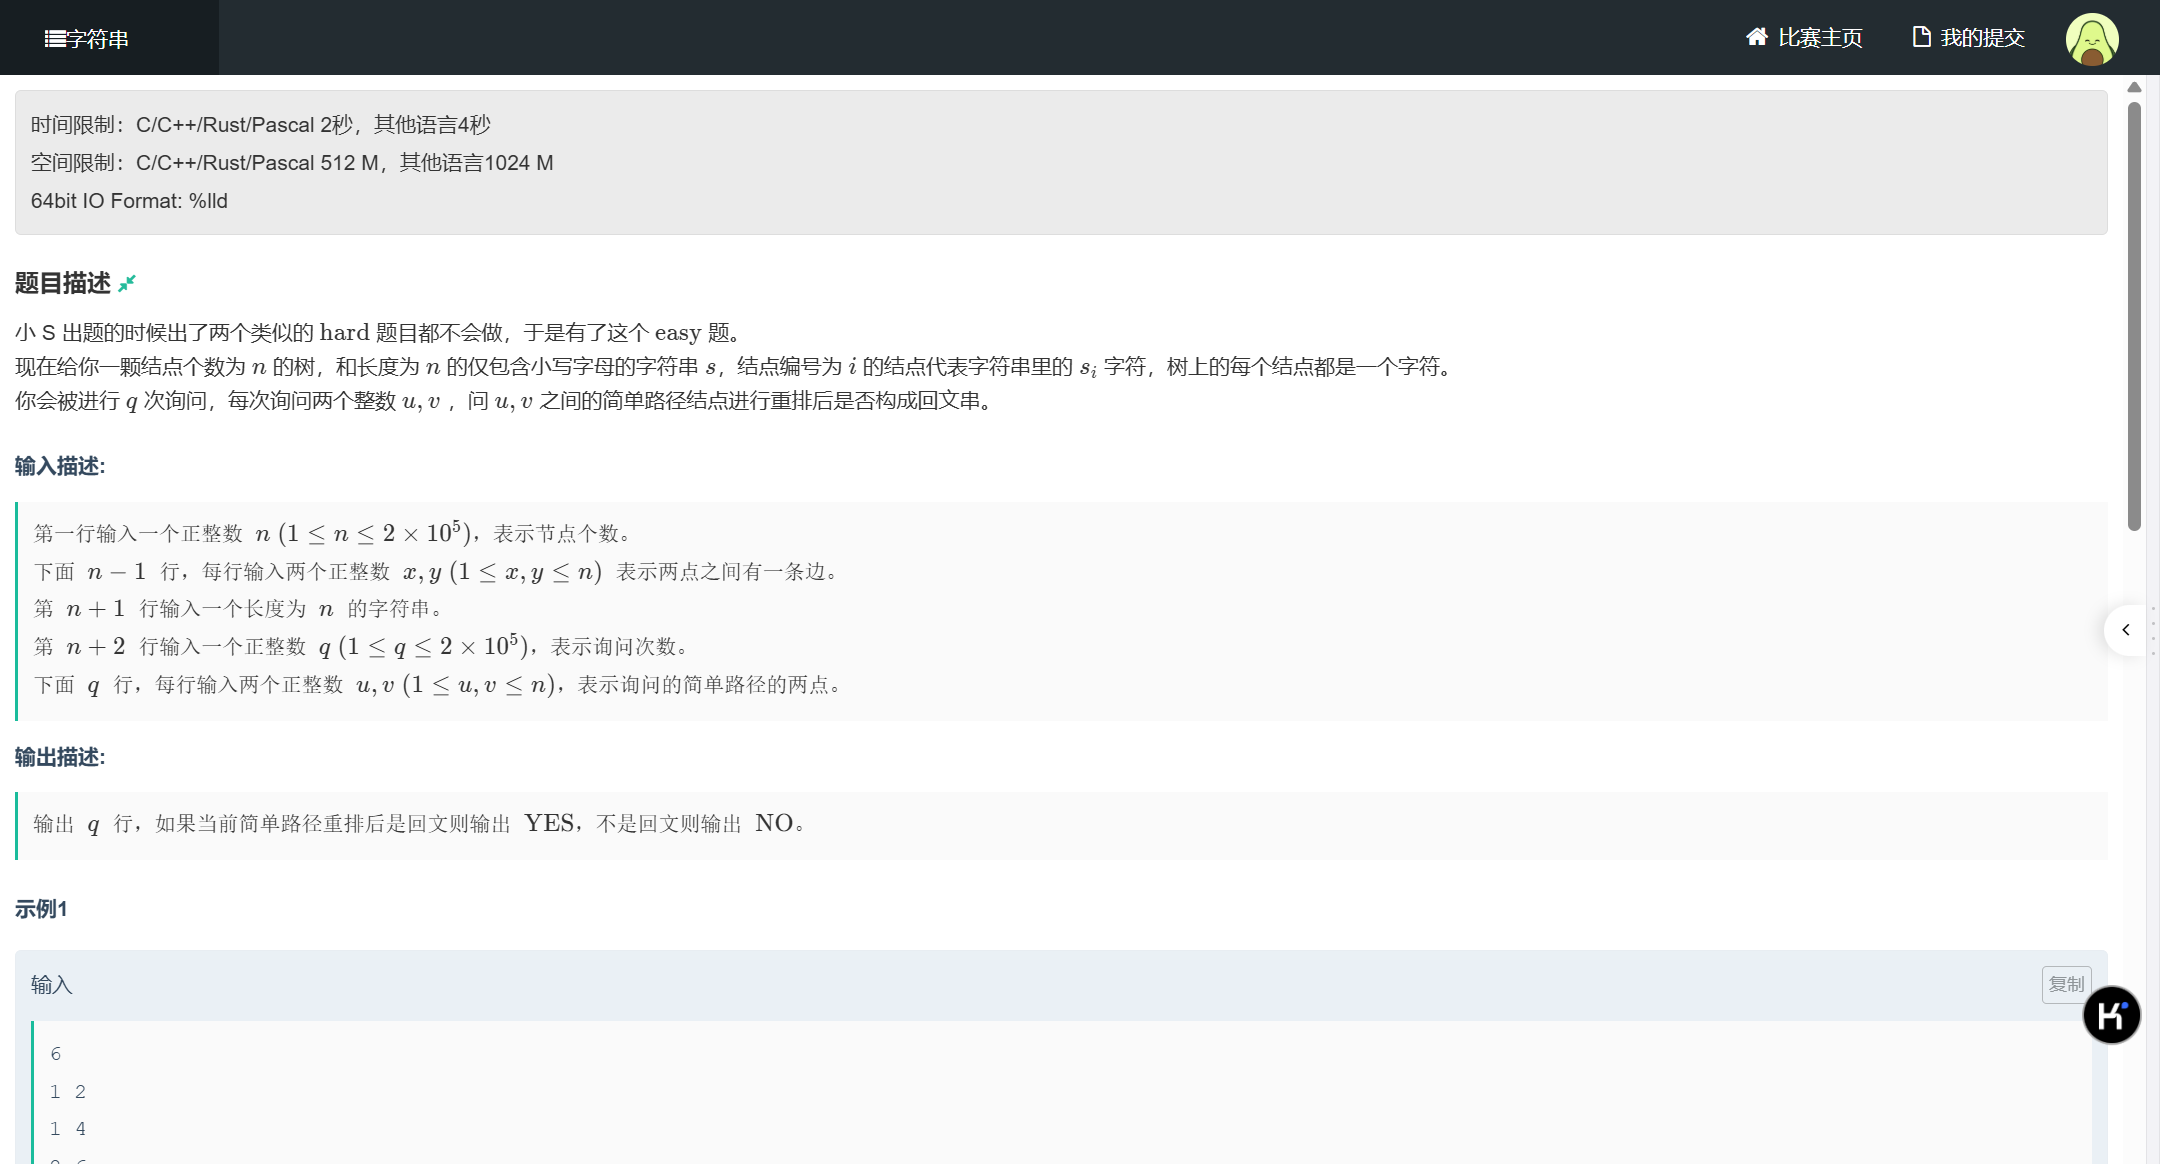 字符串
比赛主页
我的提交
时间限制：C/C++/Rust/Pascal 2秒，其他语言4秒
空间限制：C/C++/Rust/Pascal 512 M，其他语言1024 M
64bit IO Format: %lld
题目描述
小 S 出题的时候出了两个类似的 hard 题目都不会做，于是有了这个 easy 题。
现在给你一颗结点个数为 n 的树，和长度为 n 的仅包含小写字母的字符串 s，结点编号为 i 的结点代表字符串里的 s_i 字符，树上的每个结点都是一个字符。
你会被进行 q 次询问，每次询问两个整数 u, v ，问 u, v 之间的简单路径结点进行重排后是否构成回文串。
输入描述:
第一行输入一个正整数 n (1 ≤ n ≤ 2 × 10^5)，表示节点个数。
下面 n − 1 行，每行输入两个正整数 x, y (1 ≤ x, y ≤ n) 表示两点之间有一条边。
第 n + 1 行输入一个长度为 n 的字符串。
第 n + 2 行输入一个正整数 q (1 ≤ q ≤ 2 × 10^5)，表示询问次数。
下面 q 行，每行输入两个正整数 u, v (1 ≤ u, v ≤ n)，表示询问的简单路径的两点。
输出描述:
输出 q 行，如果当前简单路径重排后是回文则输出 YES，不是回文则输出 NO。
示例1
输入
复制
6
1 2
1 4